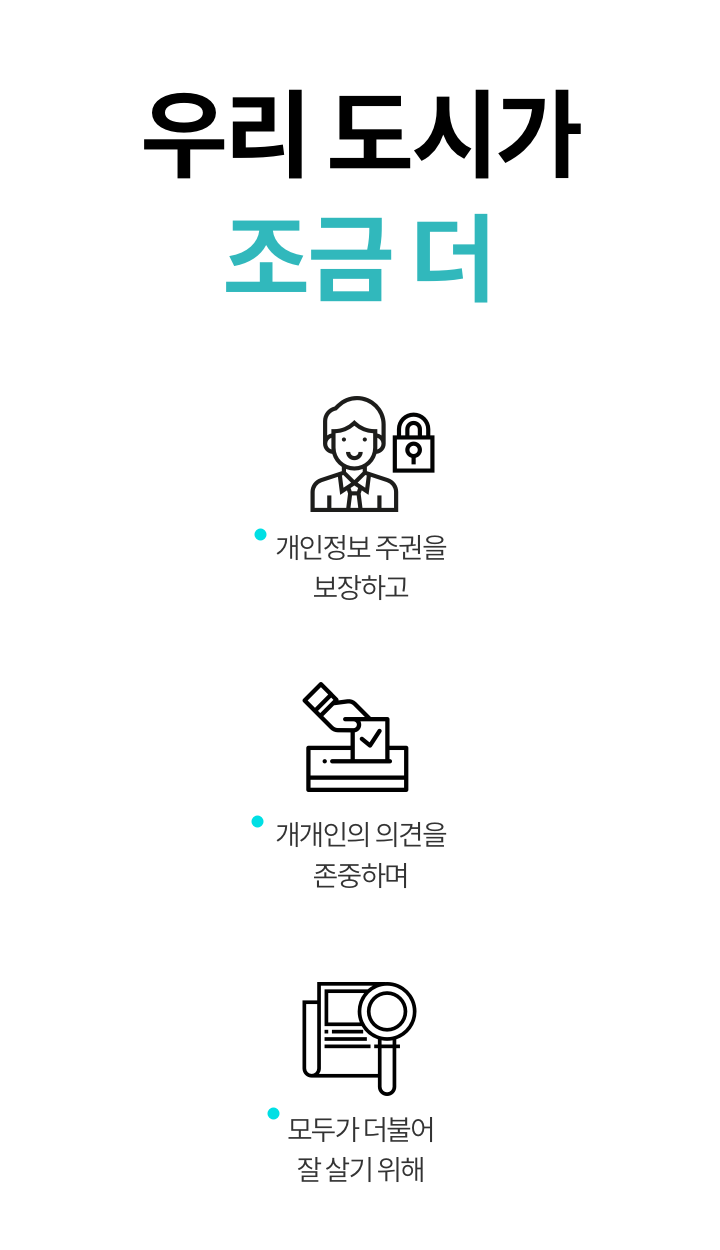 우리 도시가
조금 더
개인정보 주권을
보장하고
개개인의 의견을
존중하며
모두가 더불어
잘 살기 위해